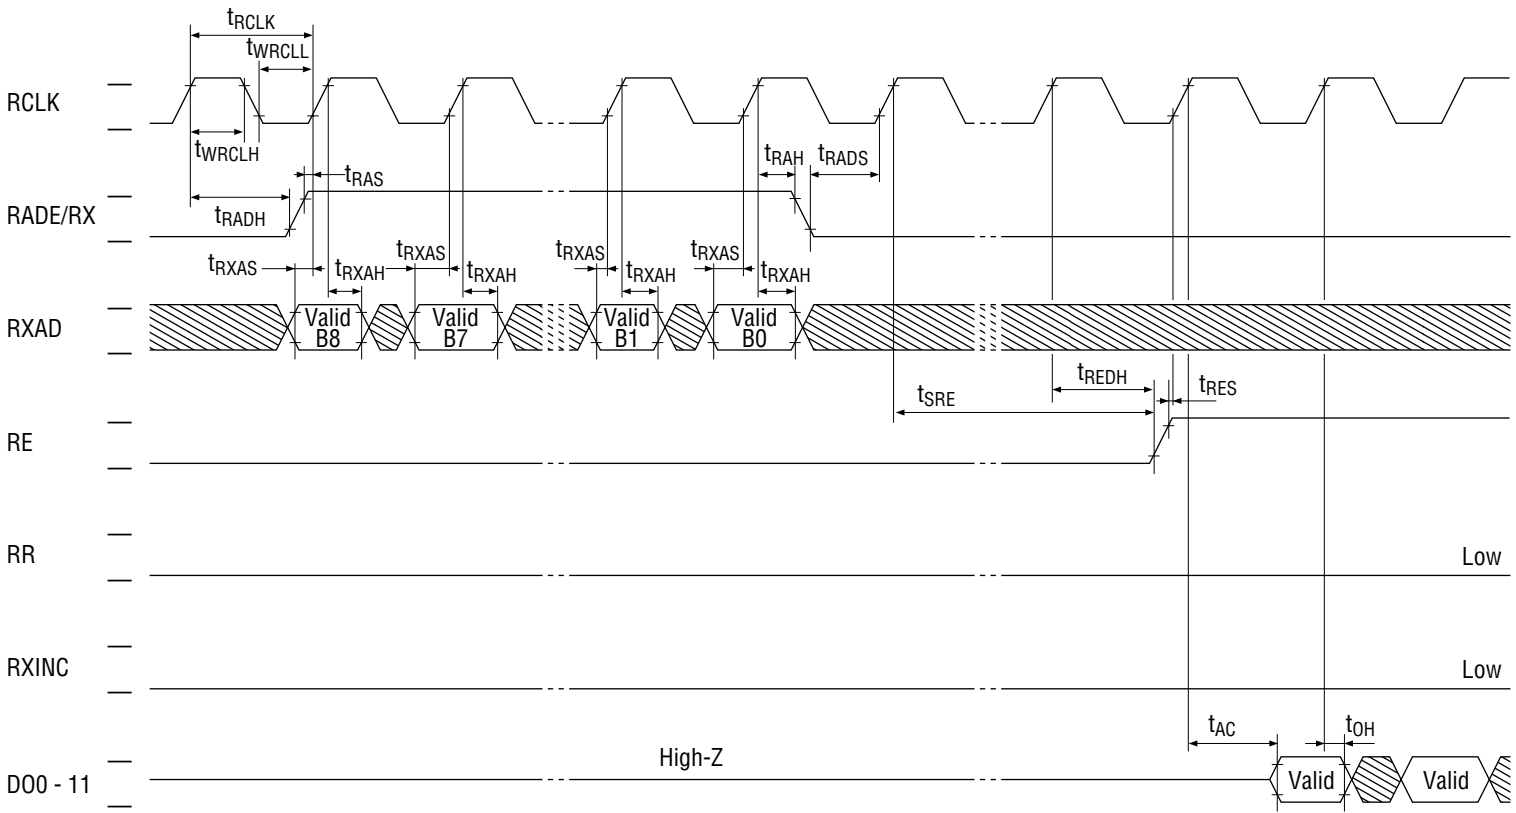 tRCLK
tWRCLL
RCLK
tWRCLH
tRAH
tRADS
tRAS
RADE/RX
tRADH
tRXAS
tRXAH
tRXAS
tRXAH
tRXAS
tRXAH
tRXAS
tRXAH
RXAD
Valid
B8
Valid
B7
Valid
B1
Valid
B0
tREDH
tRES
tSRE
RE
RR
Low
RXINC
Low
tAC
tOH
High-Z
DO0 - 11
Valid
Valid